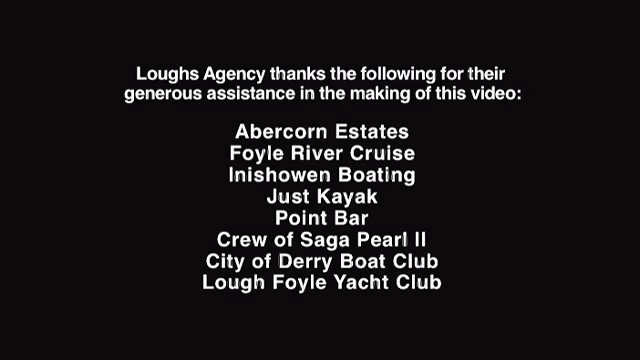 Loughs Agency thanks the following for their
generous assistance in the making of this video:
Abercorn Estates
Foyle River Cruise
Inishowen Boating
Just Kayak
Point Bar
Crew of Saga Pearl II
City of Derry Boat Club
Lough Foyle Yacht Club